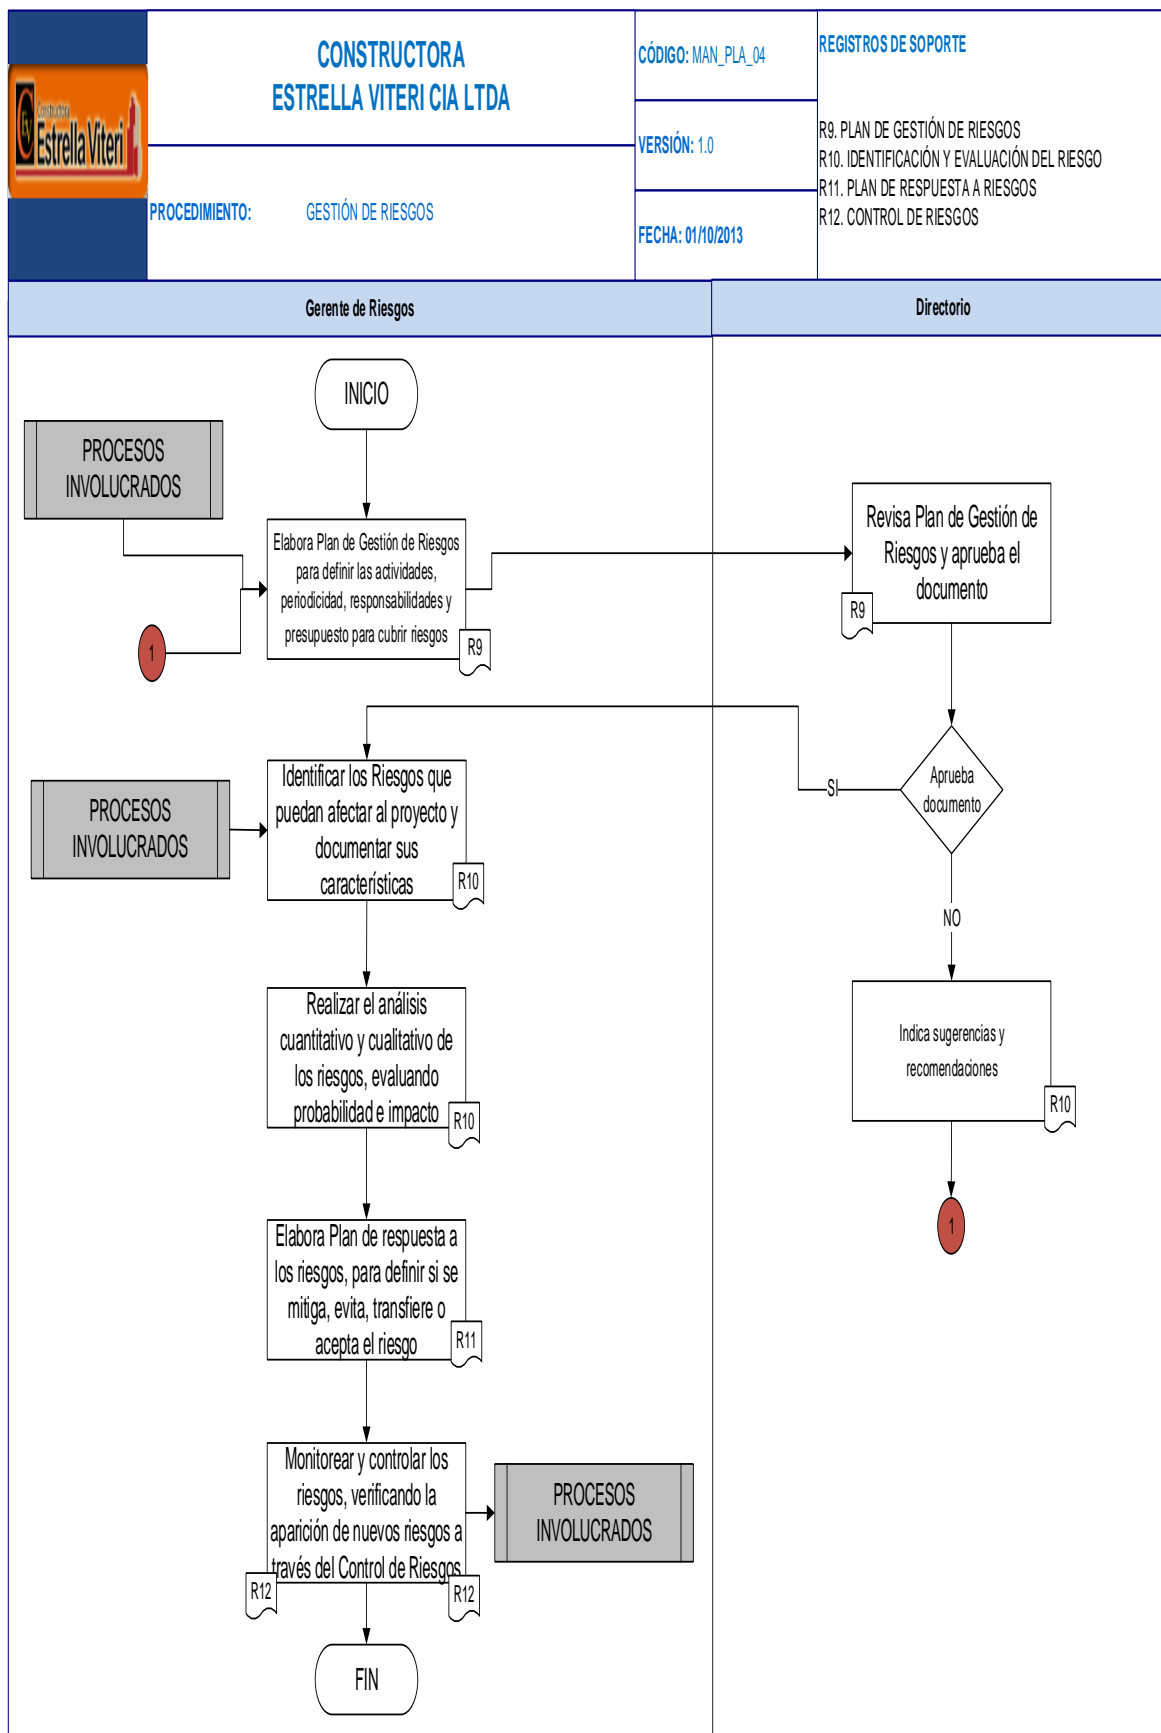 Constructora
Estrella Viteri
CONSTRUCTORA
ESTRELLA VITERI CIA LTDA
PROCEDIMIENTO: GESTIÓN DE RIESGOS
CÓDIGO: MAN_PLA_04
VERSIÓN: 1.0
FECHA: 01/10/2013
REGISTROS DE SOPORTE
R9. PLAN DE GESTIÓN DE RIESGOS
R10. IDENTIFICACIÓN Y EVALUACIÓN DEL RIESGO
R11. PLAN DE RESPUESTA A RIESGOS
R12. CONTROL DE RIESGOS
Gerente de Riesgos
Directorio
INICIO
PROCESOS
INVOLUCRADOS
Elabora Plan de Gestión de Riesgos
para definir las actividades,
periodicidad, responsabilidades y
presupuesto para cubrir riesgos
R9
1
Revisa Plan de Gestión de
Riesgos y aprueba el
documento
R9
Aprueba
documento
SI
NO
PROCESOS
INVOLUCRADOS
Identificar los Riesgos que
puedan afectar al proyecto y
documentar sus
características
R10
Realizar el análisis
cuantitativo y cualitativo de
los riesgos, evaluando
probabilidad e impacto
R10
Indica sugerencias y
recomendaciones
R10
1
Elabora Plan de respuesta a
los riesgos, para definir si se
mitiga, evita, transfiere o
acepta el riesgo
R11
Monitorear y controlar los
riesgos, verificando la
aparición de nuevos riesgos a
través del Control de Riesgos
R12
R12
PROCESOS
INVOLUCRADOS
FIN